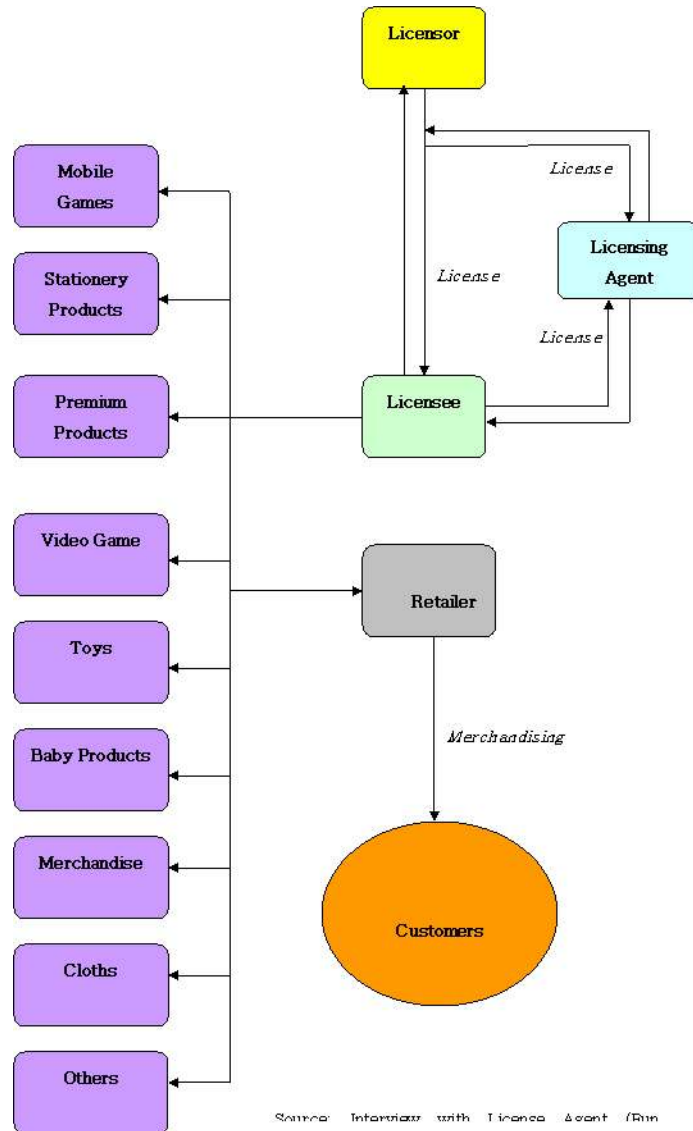 Licensor
Mobile
Games
License
Licensing
Agent
Stationery
Products
License
License
Premium
Products
Licensee
Video Game
Retailer
Toys
Merchandising
Baby Products
Merchandise
Customers
Cloths
Others
Source: Interview with License Agent (Fun